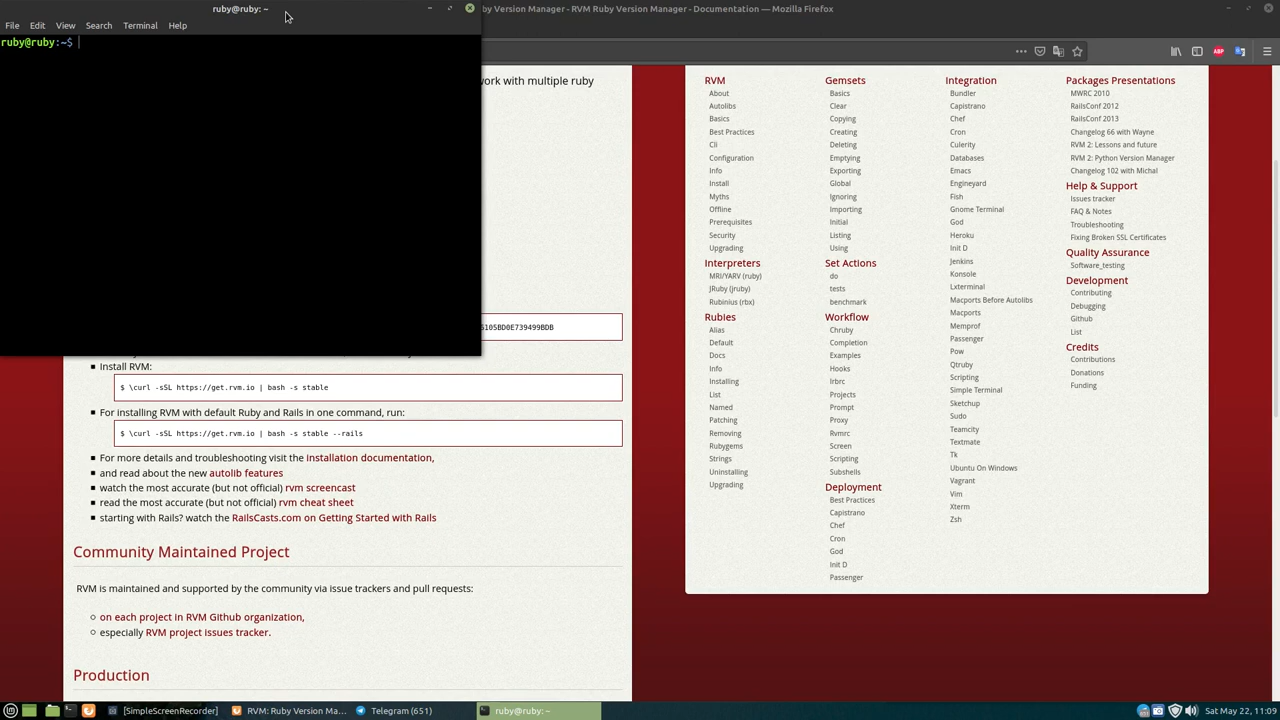 ruby@ruby: ~
y Version Manager - RVM Ruby Version Manager - Documentation — Mozilla Firefox
File Edit View Search Terminal Help
ruby@ruby:~$
work with multiple ruby
5105BD0E739499BDB
Install RVM:
$ \curl -sSL https://get.rvm.io | bash -s stable
For installing RVM with default Ruby and Rails in one command, run:
$ \curl -sSL https://get.rvm.io | bash -s stable --rails
For more details and troubleshooting visit the installation documentation,
and read about the new autolib features
watch the most accurate (but not official) rvm screencast
read the most accurate (but not official) rvm cheat sheet
starting with Rails? watch the RailsCasts.com on Getting Started with Rails
Community Maintained Project
RVM is maintained and supported by the community via issue trackers and pull requests:
on each project in RVM Github organization,
especially RVM project issues tracker.
Production
RVM
About
Autolibs
Basics
Best Practices
Cli
Configuration
Info
Install
Myths
Offline
Prerequisites
Security
Upgrading
Interpreters
MRI/YARV (ruby)
JRuby (jruby)
Rubinius (rbx)
Rubies
Alias
Default
Docs
Info
Installing
List
Named
Patching
Removing
Rubygems
Strings
Uninstalling
Upgrading
Gemsets
Basics
Clear
Copying
Creating
Deleting
Emptying
Exporting
Global
Ignoring
Importing
Initial
Listing
Using
Set Actions
do
tests
benchmark
Workflow
Chruby
Completion
Examples
Hooks
Irbrc
Projects
Prompt
Proxy
Rvmrc
Screen
Scripting
Subshells
Deployment
Best Practices
Capistrano
Chef
Cron
God
Init D
Passenger
Integration
Bundler
Capistrano
Chef
Cron
Culerity
Databases
Emacs
Engineyard
Fish
Gnome Terminal
God
Heroku
Init D
Jenkins
Konsole
Lxterminal
Macports Before Autolibs
Macports
Memprof
Passenger
Pow
Qtruby
Scripting
Simple Terminal
Sketchup
Sudo
Teamcity
Textmate
Tk
Ubuntu On Windows
Vagrant
Vim
Xterm
Zsh
Packages Presentations
MWRC 2010
RailsConf 2012
RailsConf 2013
Changelog 66 with Wayne
RVM 2: Lessons and future
RVM 2: Python Version Manager
Changelog 102 with Michal
Help & Support
Issues tracker
FAQ & Notes
Troubleshooting
Fixing Broken SSL Certificates
Quality Assurance
Software_testing
Development
Contributing
Debugging
Github
List
Credits
Contributions
Donations
Funding
[SimpleScreenRecorder] RVM: Ruby Version Ma... Telegram (651) ruby@ruby: ~ Sat May 22, 11:09